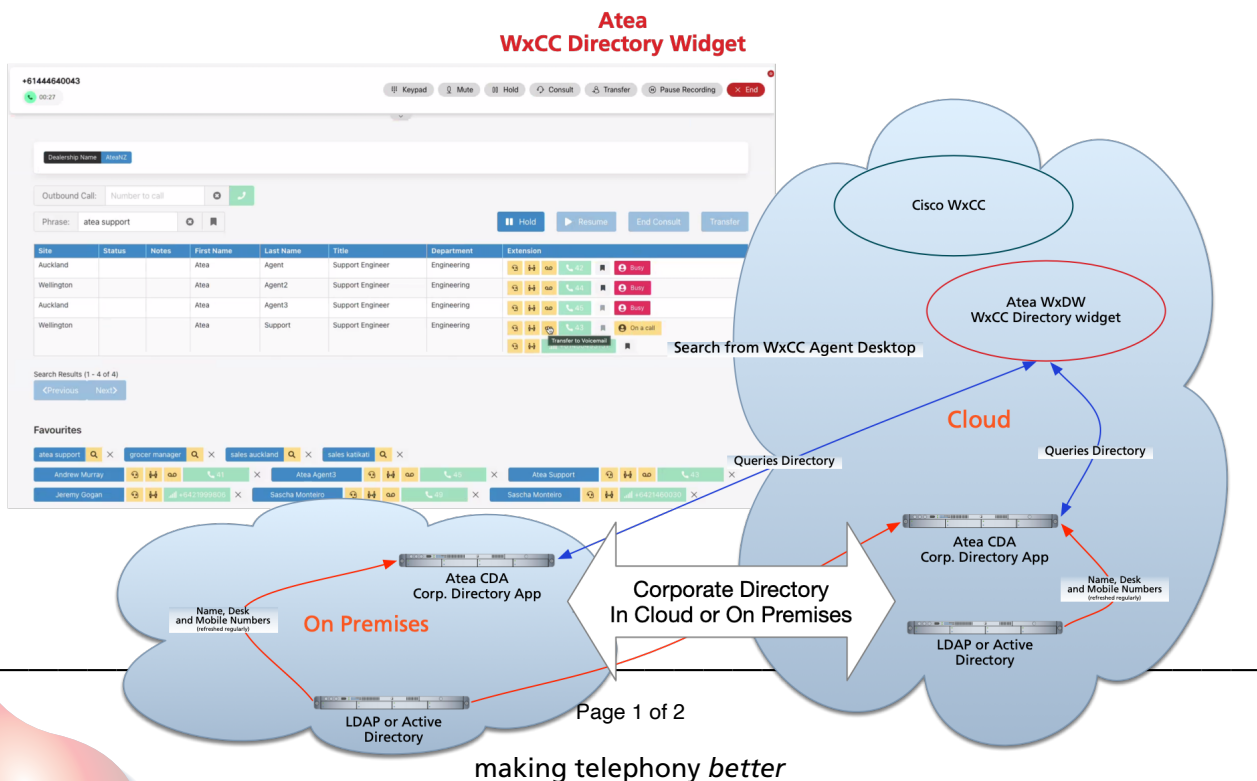 Atea
WxCC Directory Widget
+61444640043
00:27
Keypad
Mute
Hold
Consult
Transfer
Pause Recording
End
Dealership Name AteaNZ
Outbound Call: Number to call
Phrase: atea support
Hold
Resume
End Consult
Transfer
Site Status Notes First Name Last Name Title Department Extension
Auckland Atea Agent Support Engineer Engineering 42 Busy
Wellington Atea Agent2 Support Engineer Engineering 44 Busy
Auckland Atea Agent3 Support Engineer Engineering 45 Busy
Wellington Atea Support Support Engineer Engineering 43 On a call
Transfer to Voicemail
Search Results (1 - 4 of 4)
Previous Next
Search from WxCC Agent Desktop
Favourites
atea support
grocer manager
sales auckland
sales katikati
Andrew Murray 41
Atea Agent3 45
Atea Support 43
Jeremy Gogan
Sascha Monteiro 49
Sascha Monteiro
Cisco WxCC
Atea WxDW
WxCC Directory widget
Cloud
Queries Directory
Queries Directory
Atea CDA
Corp. Directory App
Name, Desk
and Mobile Numbers
(refreshed regularly)
LDAP or Active
Directory
Corporate Directory
In Cloud or On Premises
Atea CDA
Corp. Directory App
Name, Desk
and Mobile Numbers
(refreshed regularly)
On Premises
LDAP or Active
Directory
Page 1 of 2
making telephony better